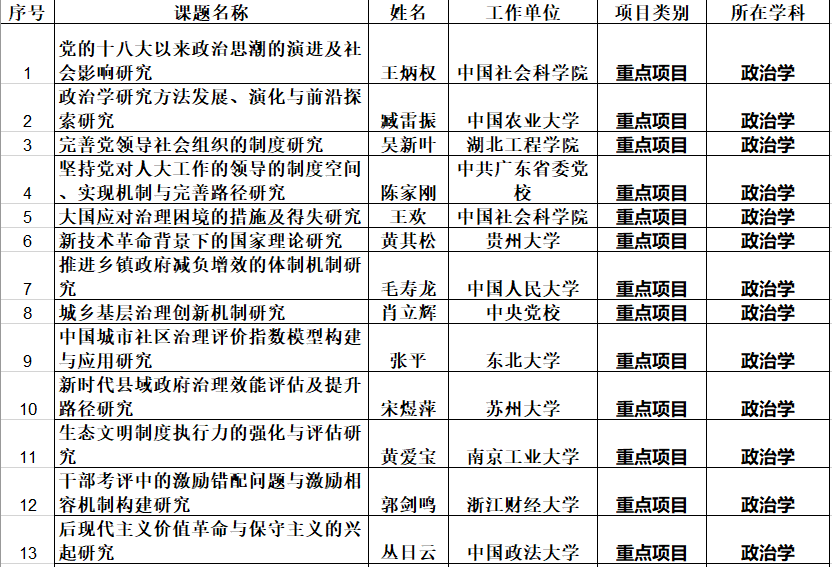 序号 课题名称 姓名 工作单位 项目类别 所在学科
党的十八大以来政治思潮的演进及社
1 会影响研究 王炳权 中国社会科学院 重点项目 政治学
政治学研究方法发展、演化与前沿探
2 索研究 臧雷振 中国农业大学 重点项目 政治学
3 完善党领导社会组织的制度研究 吴新叶 湖北工程学院 重点项目 政治学
坚持党对人大工作的领导的制度空间 中共广东省委党
4 、实现机制与完善路径研究 陈家刚 校 重点项目 政治学
5 大国应对治理困境的措施及得失研究 王欢 中国社会科学院 重点项目 政治学
6 新技术革命背景下的国家理论研究 黄其松 贵州大学 重点项目 政治学
推进乡镇政府减负增效的体制机制研
7 究 毛寿龙 中国人民大学 重点项目 政治学
8 城乡基层治理创新机制研究 肖立辉 中央党校 重点项目 政治学
中国城市社区治理评价指数模型构建
9 与应用研究 张平 东北大学 重点项目 政治学
新时代县域政府治理效能评估及提升
10 路径研究 宋煜萍 苏州大学 重点项目 政治学
生态文明制度执行力的强化与评估研
11 究 黄爱宝 南京工业大学 重点项目 政治学
干部考评中的激励错配问题与激励相
12 容机制构建研究 郭剑鸣 浙江财经大学 重点项目 政治学
后现代主义价值革命与保守主义的兴
13 起研究 丛日云 中国政法大学 重点项目 政治学